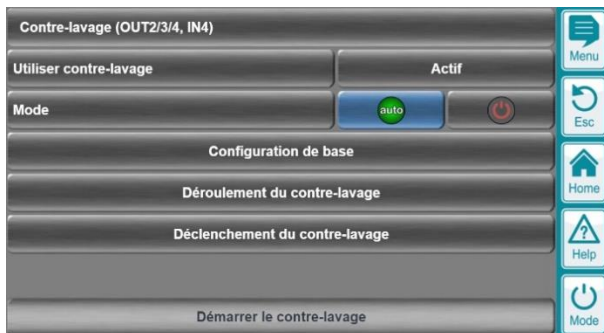 Contre-lavage (OUT2/3/4, IN4)
Utiliser contre-lavage Actif
Mode auto
Configuration de base
Déroulement du contre-lavage
Déclenchement du contre-lavage
Démarrer le contre-lavage
Menu
Esc
Home
? Help
Mode